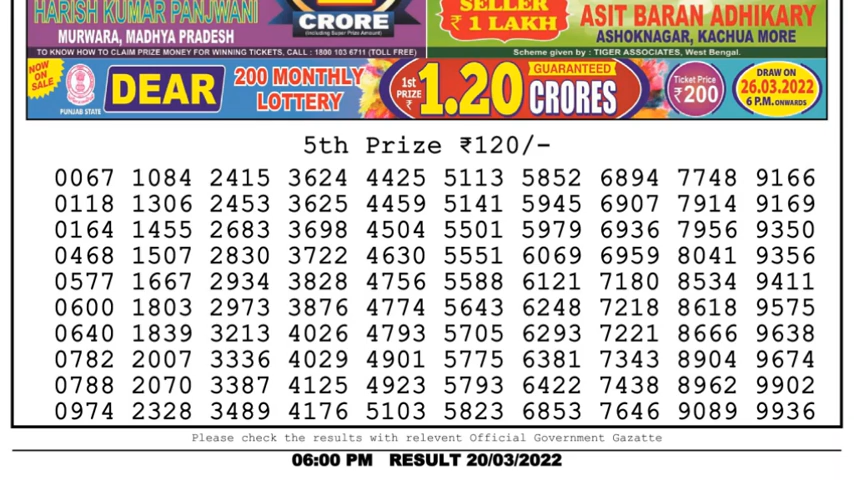 HARISH KUMAR PANJWANI
MURWARA, MADHYA PRADESH
CRORE
(Including Super Prize Amount)
SELLER
₹ 1 LAKH
ASIT BARAN ADHIKARY
ASHOKNAGAR, KACHUA MORE
TO KNOW HOW TO CLAIM PRIZE MONEY FOR WINNING TICKETS, CALL : 1800 103 6711 (TOLL FREE)
Scheme given by : TIGER ASSOCIATES, West Bengal.
NOW ON SALE
PUNJAB STATE
DEAR
200 MONTHLY
LOTTERY
1st PRIZE ₹
1.20
GUARANTEED
CRORES
Ticket Price
₹200
DRAW ON
26.03.2022
6 P.M. ONWARDS
5th Prize ₹120/-
0067 1084 2415 3624 4425 5113 5852 6894 7748 9166
0118 1306 2453 3625 4459 5141 5945 6907 7914 9169
0164 1455 2683 3698 4504 5501 5979 6936 7956 9350
0468 1507 2830 3722 4630 5551 6069 6959 8041 9356
0577 1667 2934 3828 4756 5588 6121 7180 8534 9411
0600 1803 2973 3876 4774 5643 6248 7218 8618 9575
0640 1839 3213 4026 4793 5705 6293 7221 8666 9638
0782 2007 3336 4029 4901 5775 6381 7343 8904 9674
0788 2070 3387 4125 4923 5793 6422 7438 8962 9902
0974 2328 3489 4176 5103 5823 6853 7646 9089 9936
Please check the results with relevent Official Government Gazatte
06:00 PM RESULT 20/03/2022